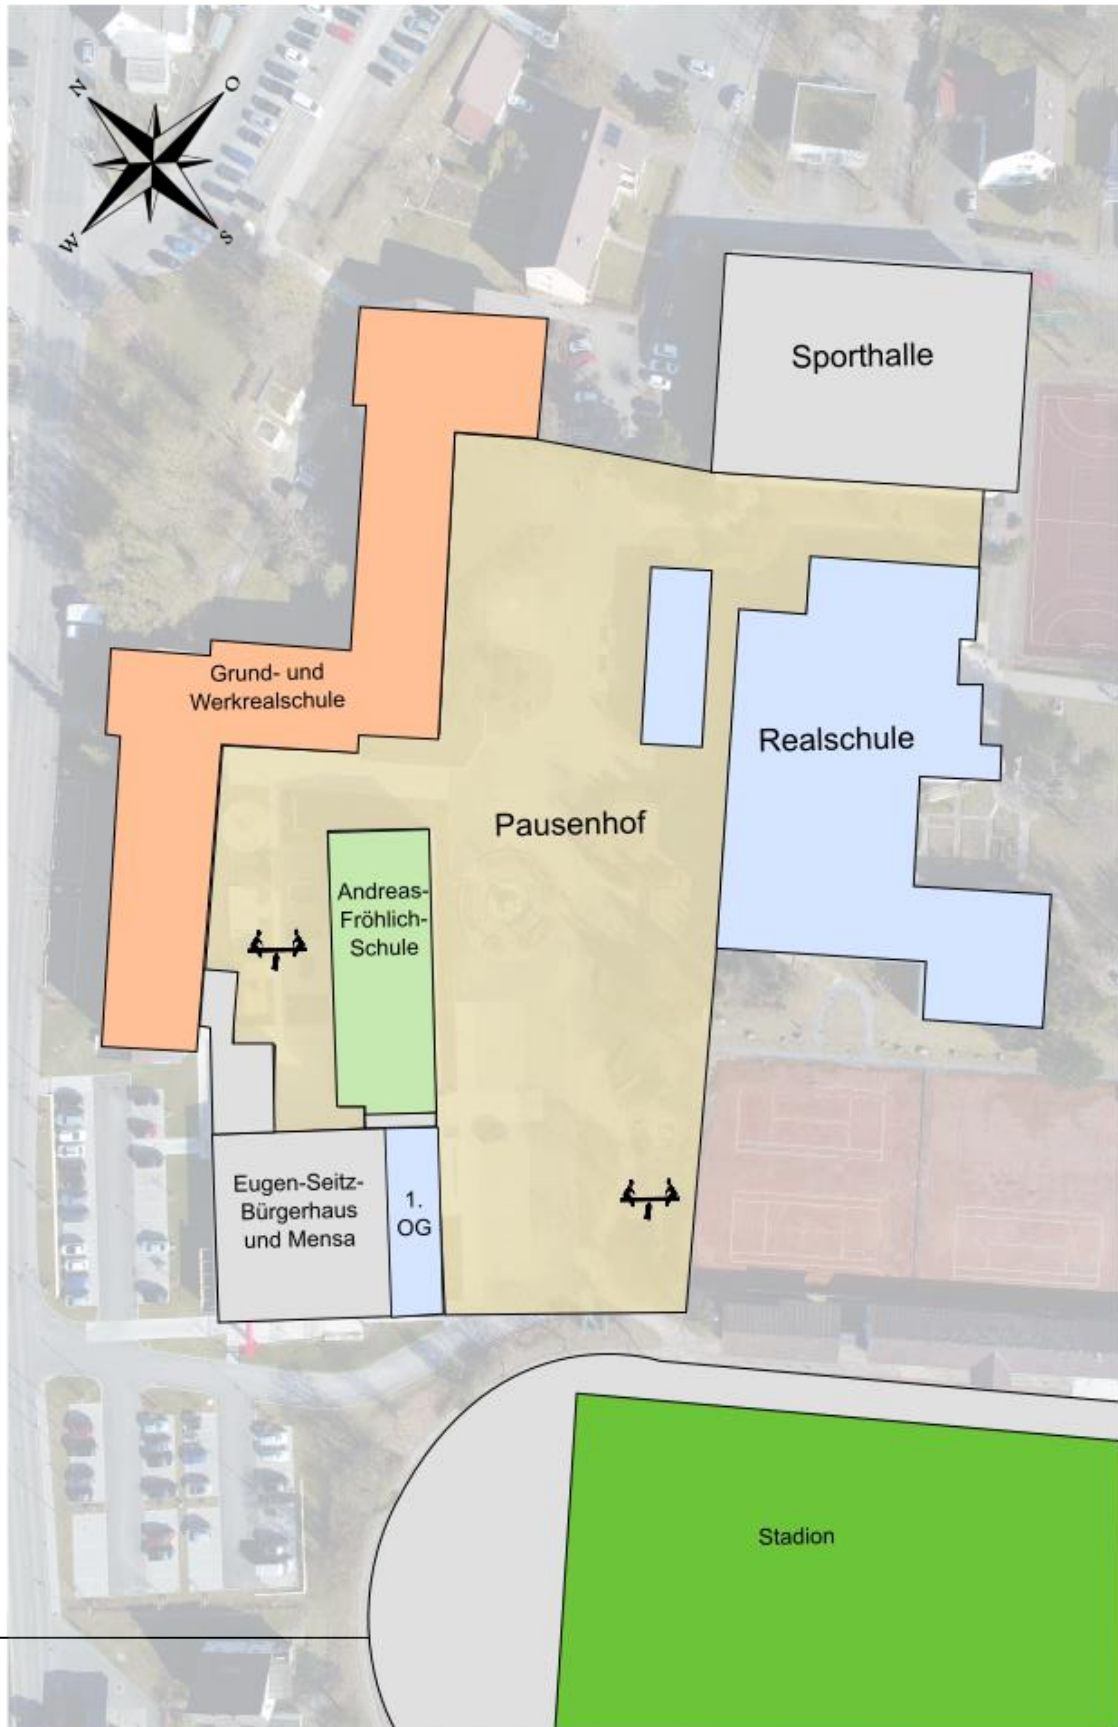 N
O
W
S
Sporthalle
Grund- und
Werkrealschule
Realschule
Pausenhof
Andreas-
Fröhlich-
Schule
Eugen-Seitz-
Bürgerhaus
und Mensa
1.
OG
Stadion